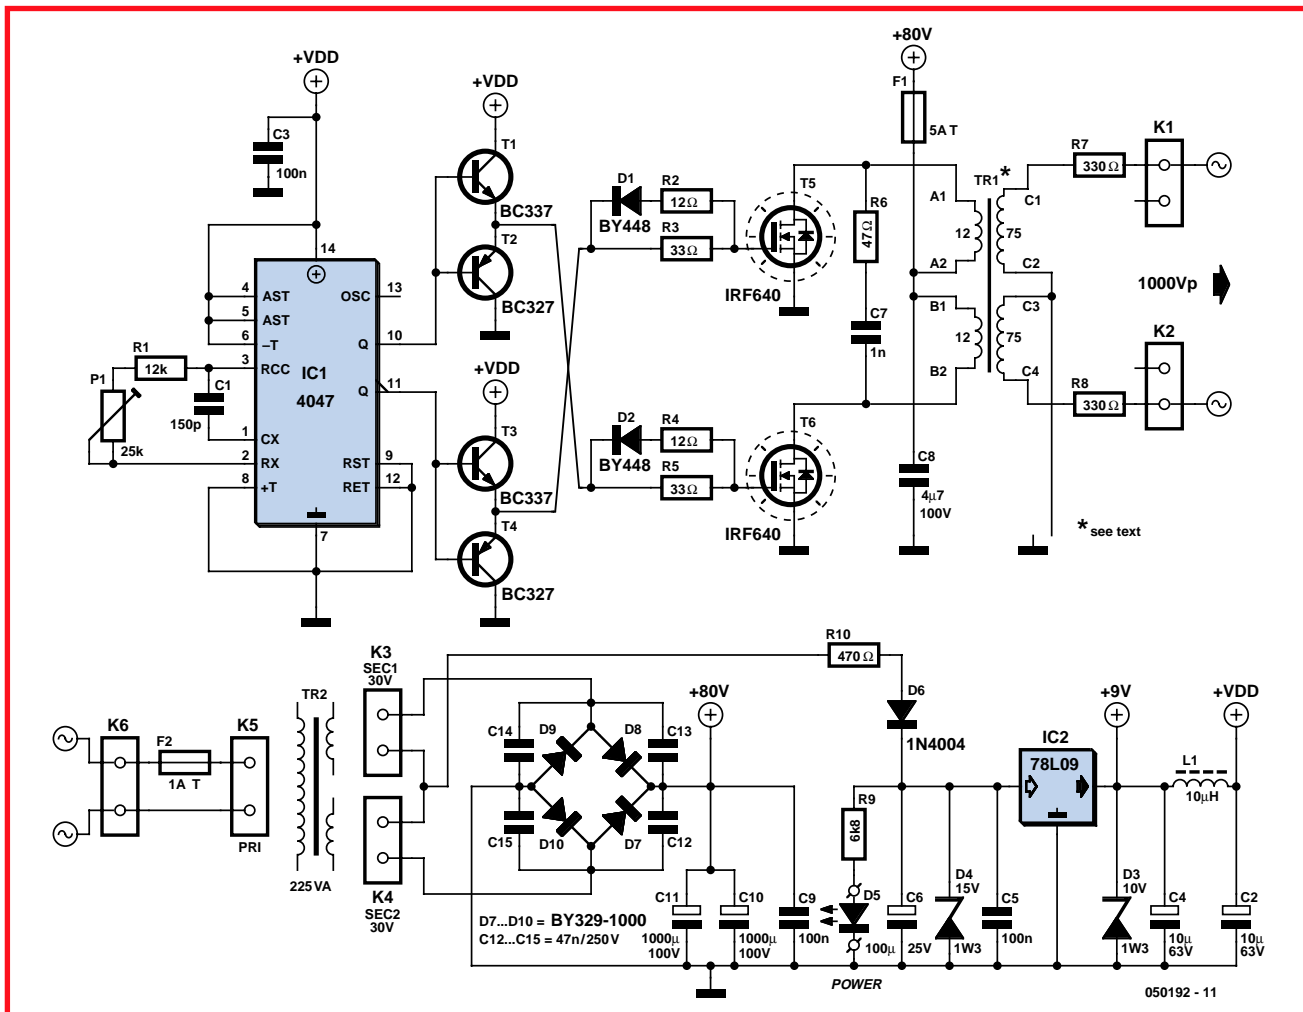 +VDD
C3
100n
+VDD
T1
BC337
T2
BC327
+80V
F1
5A T
D1
BY448
R2
12Ω
R3
33Ω
T5
IRF640
R6
47Ω
C7
1n
A1
TR1*
C1
12
75
A2
C2
B1
C3
12
75
B2
C4
R7
330Ω
K1
1000Vp
K2
R8
330Ω
14
4 AST
OSC 13
5 AST
6 –T
Q 10
3 RCC
Q 11
IC1
4047
1 CX
2 RX
RST 9
8 +T
RET 12
7
R1
12k
P1
25k
C1
150p
+VDD
T3
BC337
T4
BC327
D2
BY448
R4
12Ω
R5
33Ω
T6
IRF640
C8
4µ7
100V
* see text
K6
F2
1A T
K5
PRI
TR2
225VA
K3
SEC1
30V
K4
SEC2
30V
C14
D9
D8
C13
C15
D10
D7
C12
D7...D10 = BY329-1000
C12...C15 = 47n/250V
+80V
C11
1000µ
100V
C10
1000µ
100V
C9
100n
R10
470Ω
D6
1N4004
R9
6k8
D5
POWER
C6
100µ
25V
D4
15V
1W3
C5
100n
IC2
78L09
+9V
+VDD
L1
10µH
D3
10V
1W3
C4
10µ
63V
C2
10µ
63V
050192 - 11